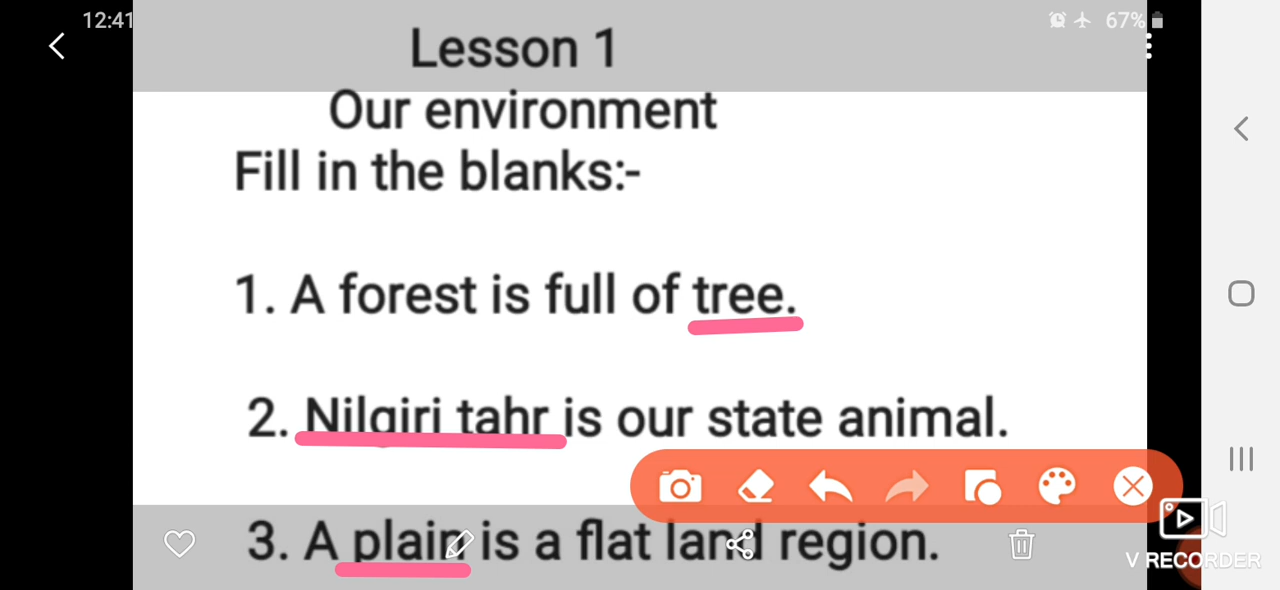 12:41
67%
Lesson 1
Our environment
Fill in the blanks:-
1. A forest is full of tree.
2. Nilgiri tahr is our state animal.
3. A plain is a flat land region.
V RECORDER